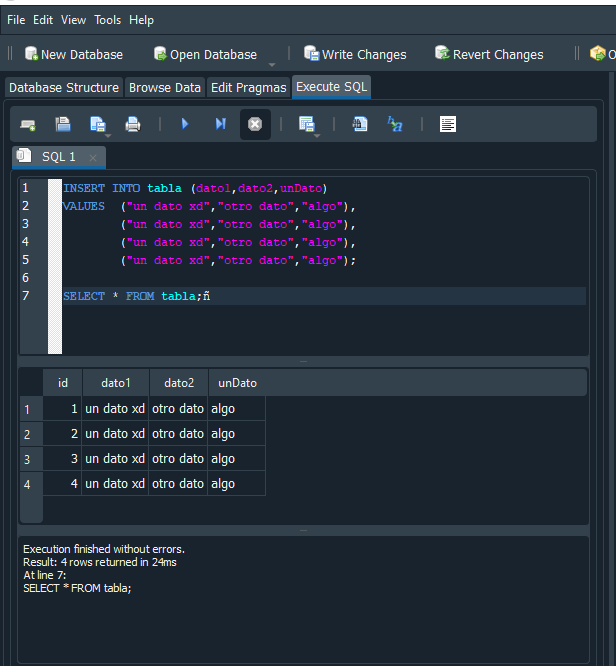 File Edit View Tools Help
New Database Open Database Write Changes Revert Changes
Database Structure Browse Data Edit Pragmas Execute SQL
SQL 1
1 INSERT INTO tabla (dato1,dato2,unDato)
2 VALUES ("un dato xd","otro dato","algo"),
3 ("un dato xd","otro dato","algo"),
4 ("un dato xd","otro dato","algo"),
5 ("un dato xd","otro dato","algo");
6
7 SELECT * FROM tabla;ñ
id dato1 dato2 unDato
1 1 un dato xd otro dato algo
2 2 un dato xd otro dato algo
3 3 un dato xd otro dato algo
4 4 un dato xd otro dato algo
Execution finished without errors.
Result: 4 rows returned in 24ms
At line 7:
SELECT * FROM tabla;